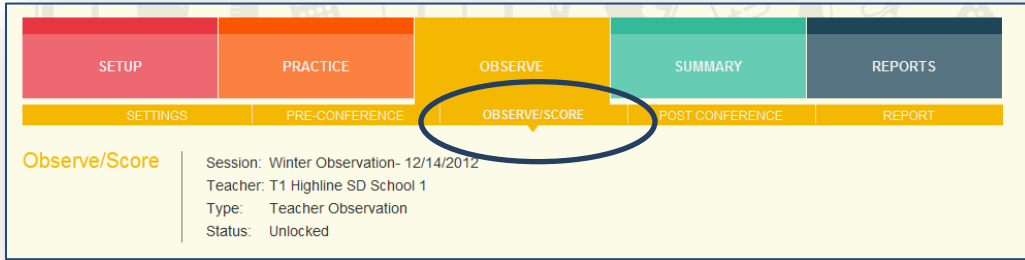 SETUP PRACTICE OBSERVE SUMMARY REPORTS
SETTINGS PRE-CONFERENCE OBSERVE/SCORE POST CONFERENCE REPORT
Observe/Score
Session: Winter Observation- 12/14/2012
Teacher: T1 Highline SD School 1
Type: Teacher Observation
Status: Unlocked